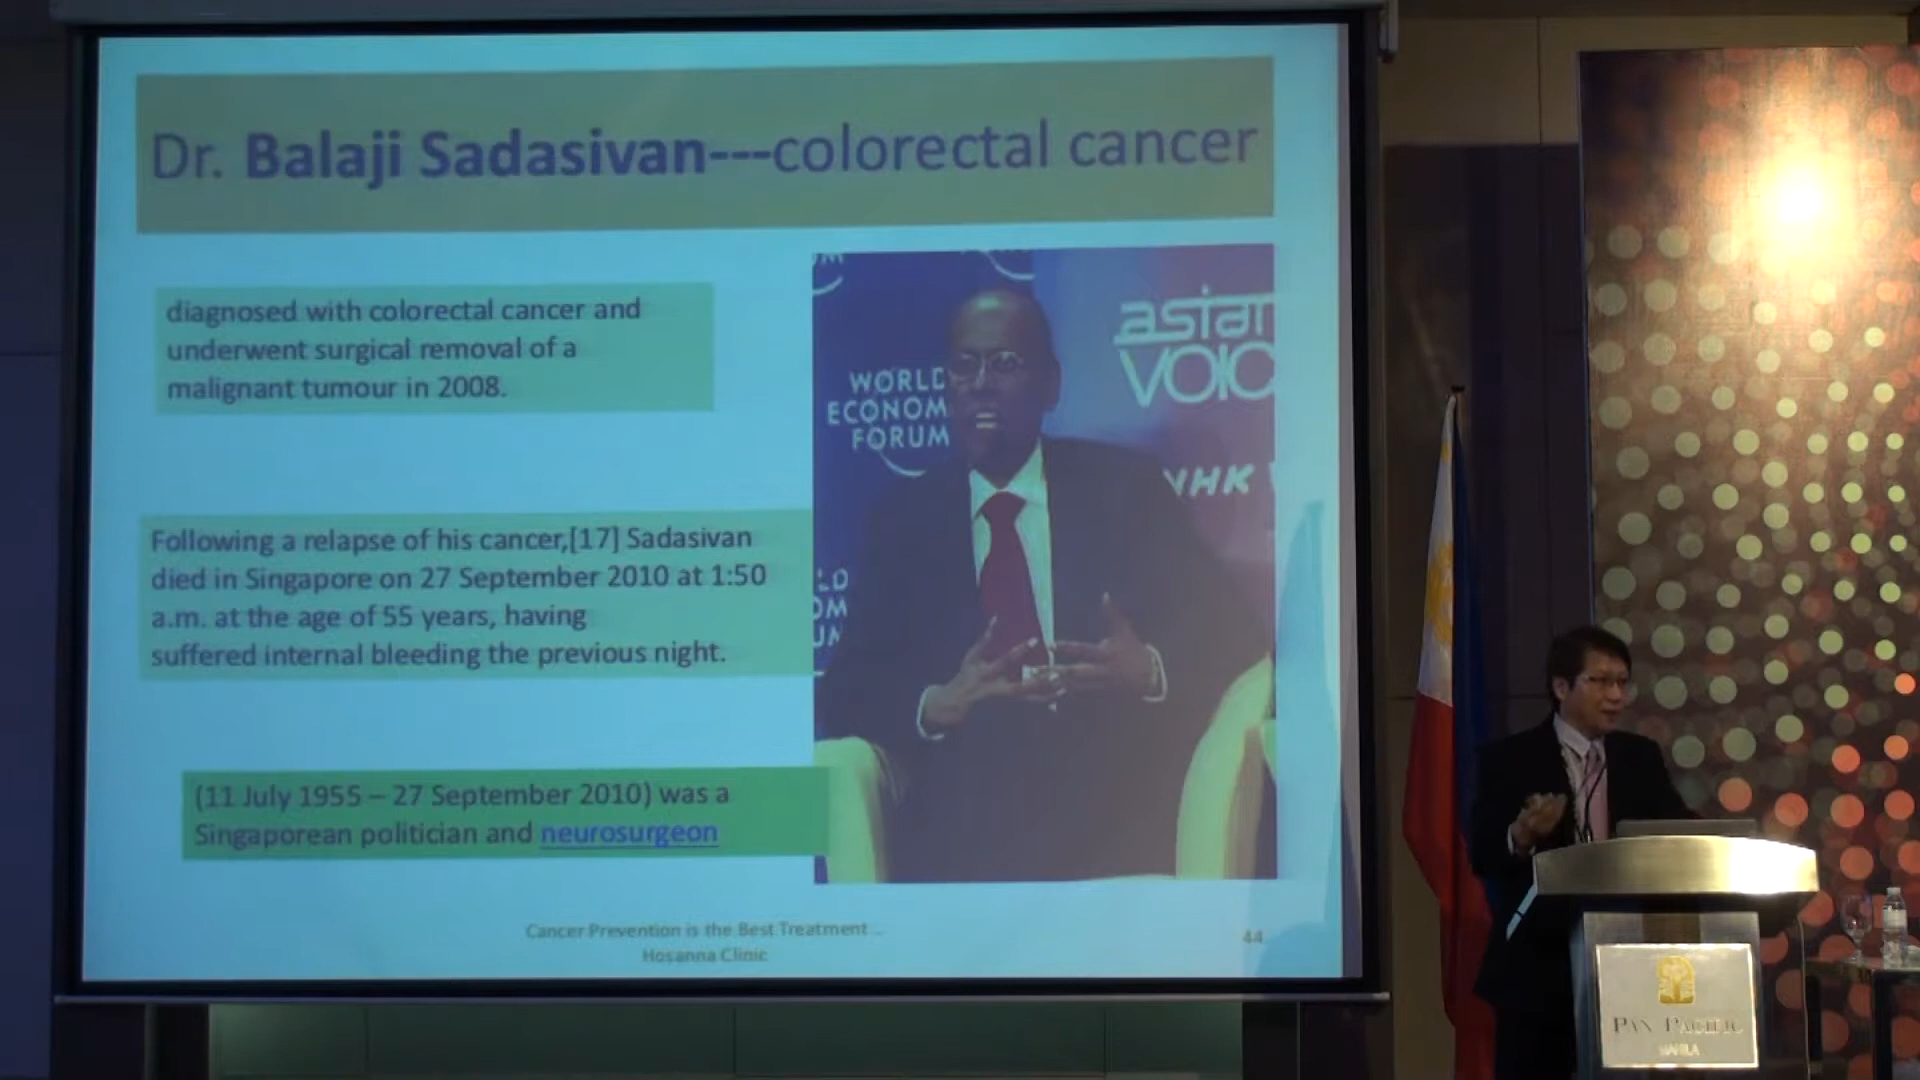 Dr. Balaji Sadasivan---colorectal cancer
diagnosed with colorectal cancer and
underwent surgical removal of a
malignant tumour in 2008.
Following a relapse of his cancer,[17] Sadasivan
died in Singapore on 27 September 2010 at 1:50
a.m. at the age of 55 years, having
suffered internal bleeding the previous night.
(11 July 1955 – 27 September 2010) was a
Singaporean politician and neurosurgeon
WORLD
ECONOM
FORUM
asian
VOIC
NHK
LD
OM
UM
Cancer Prevention is the Best Treatment ...
Hosanna Clinic
44
PAN PACIFIC
MANILA